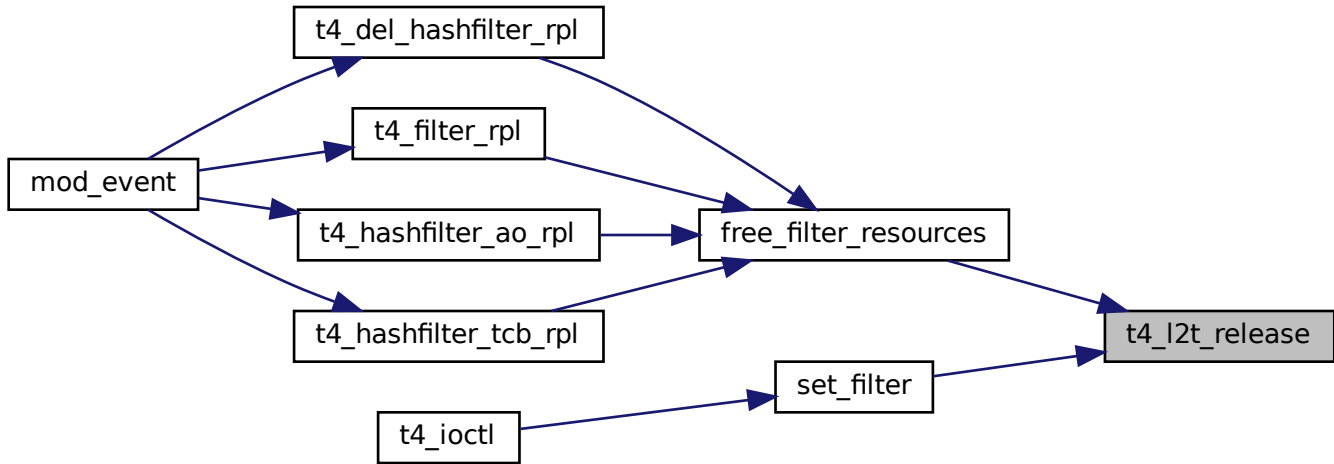 t4_del_hashfilter_rpl
t4_filter_rpl
mod_event
t4_hashfilter_ao_rpl
free_filter_resources
t4_hashfilter_tcb_rpl
t4_l2t_release
set_filter
t4_ioctl